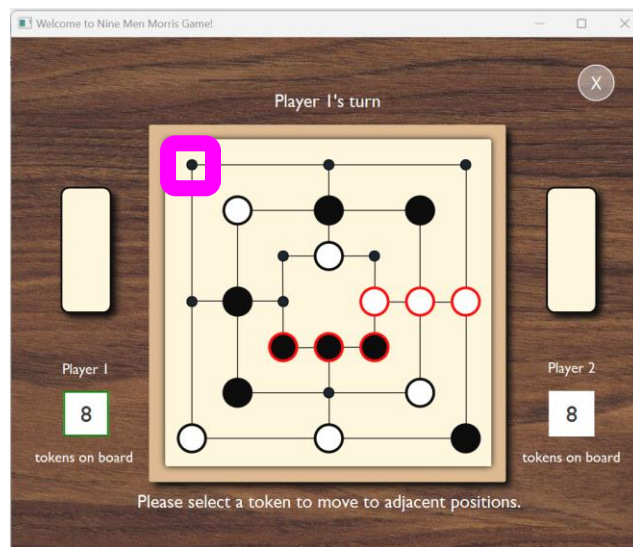 Welcome to Nine Men Morris Game!
X
Player 1's turn
Player 1
8
tokens on board
Player 2
8
tokens on board
Please select a token to move to adjacent positions.